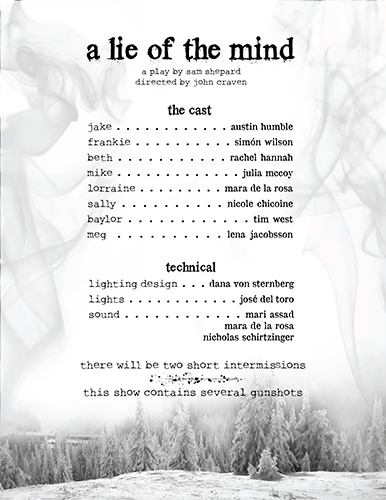 a lie of the mind
a play by sam shepard
directed by john craven
the cast
jake . . . . . . . . . . . . austin humble
frankie . . . . . . . . . . simón wilson
beth . . . . . . . . . . . rachel hannah
mike . . . . . . . . . . . . julia mccoy
lorraine . . . . . . . . mara de la rosa
sally . . . . . . . . . . nicole chicoine
baylor . . . . . . . . . . . . tim west
meg . . . . . . . . . . lena jacobsson
technical
lighting design . . . dana von sternberg
lights . . . . . . . . . . . josé del toro
sound . . . . . . . . . . . . mari assad
mara de la rosa
nicholas schirtzinger
there will be two short intermissions
this show contains several gunshots